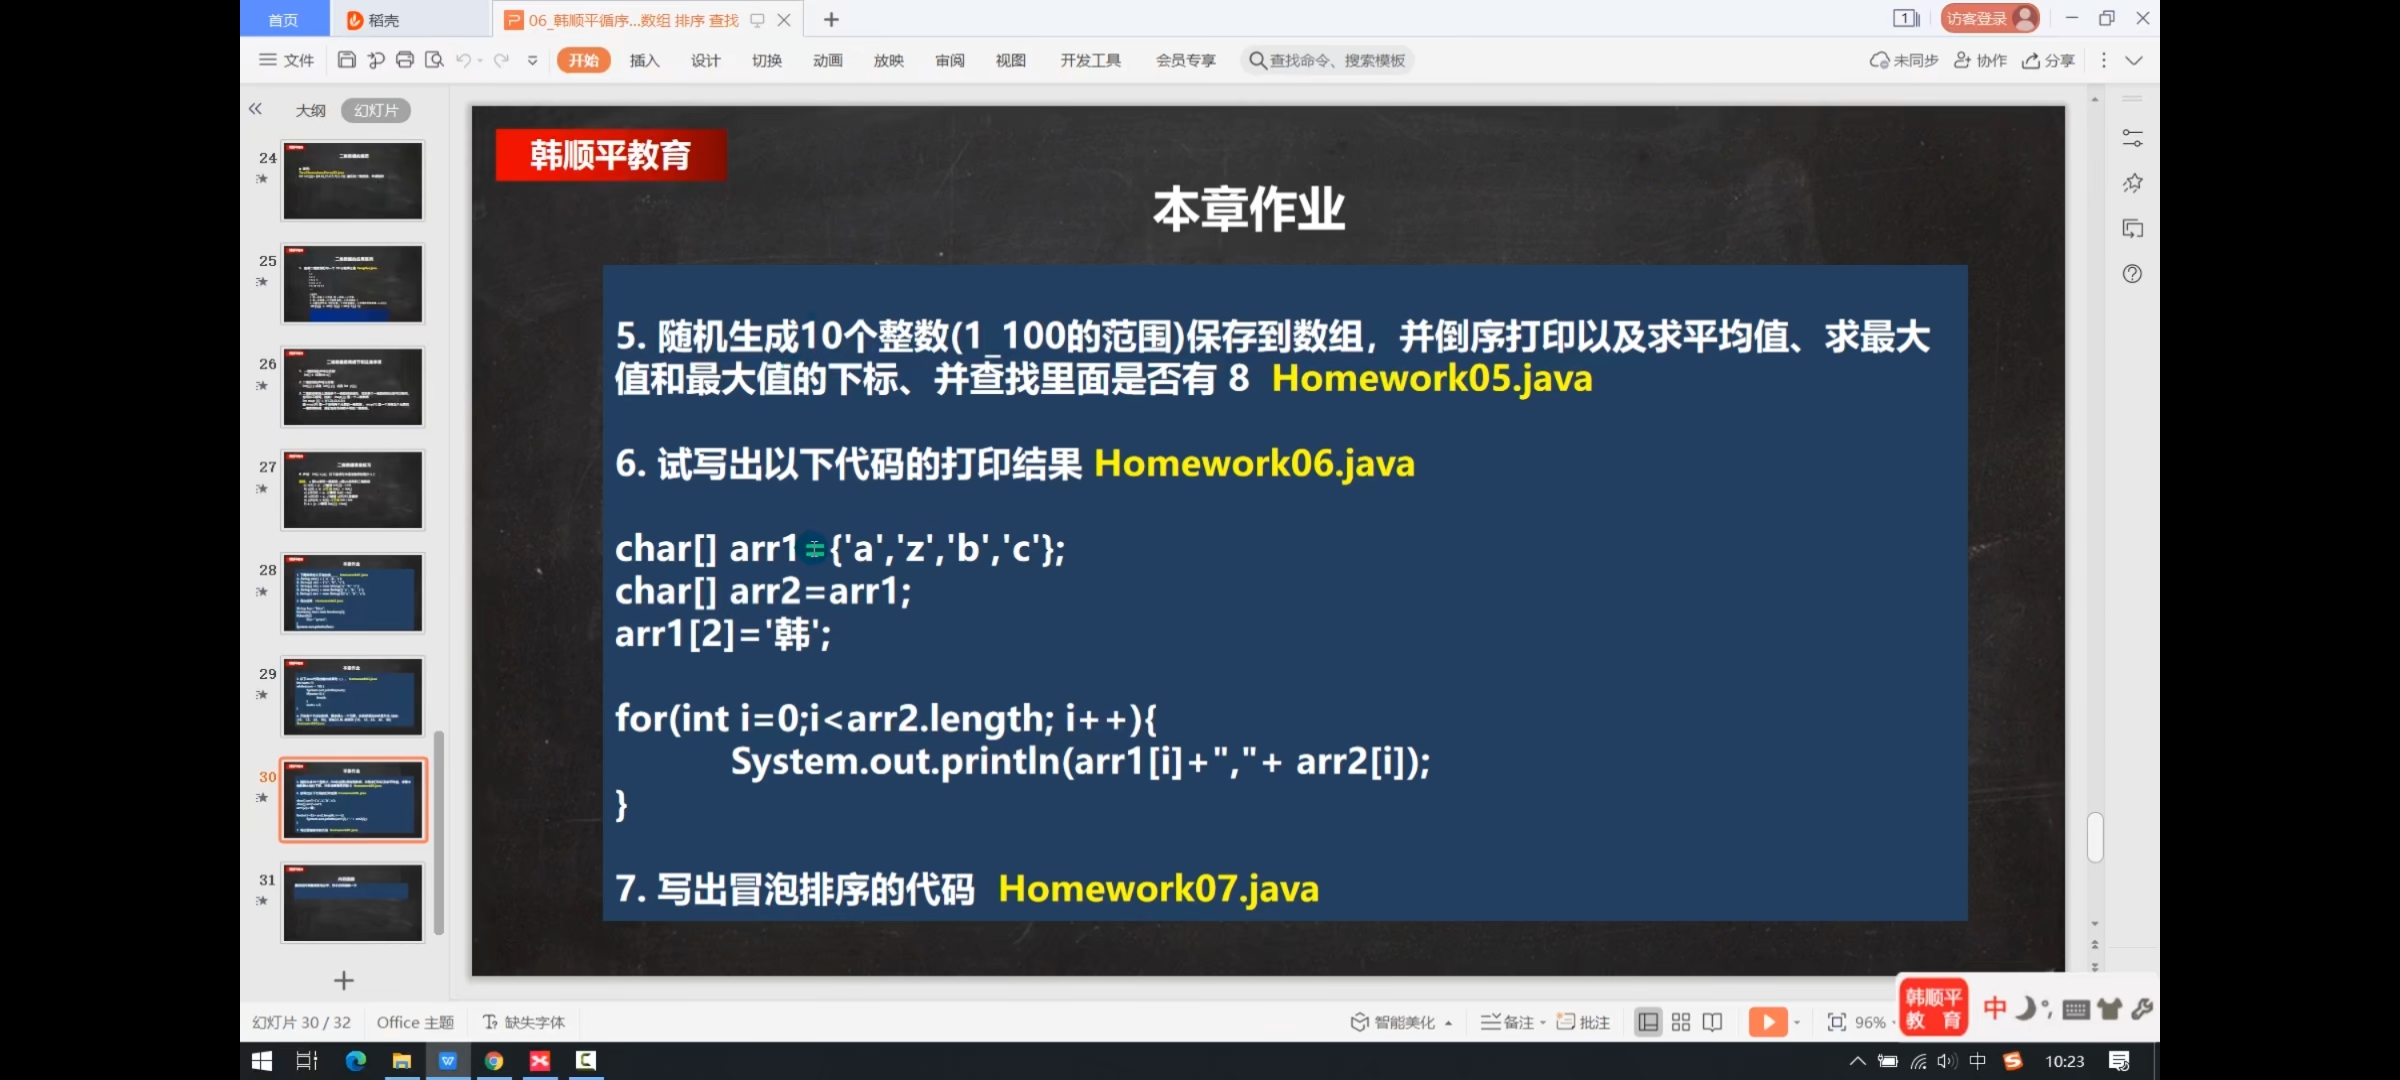 首页
稻壳
06_韩顺平循序...数组 排序 查找
1
访客登录
文件
开始
插入
设计
切换
动画
放映
审阅
视图
开发工具
会员专享
查找命令、搜索模板
未同步
协作
分享
大纲
幻灯片
24
25
26
27
28
29
30
31
韩顺平教育
本章作业
5. 随机生成10个整数(1_100的范围)保存到数组，并倒序打印以及求平均值、求最大
值和最大值的下标、并查找里面是否有 8 Homework05.java
6. 试写出以下代码的打印结果 Homework06.java
char[] arr1={'a','z','b','c'};
char[] arr2=arr1;
arr1[2]='韩';
for(int i=0;i<arr2.length; i++){
System.out.println(arr1[i]+","+ arr2[i]);
}
7. 写出冒泡排序的代码 Homework07.java
幻灯片 30 / 32
Office 主题
缺失字体
智能美化
备注
批注
96%
韩顺平
教 育
中
中
10:23